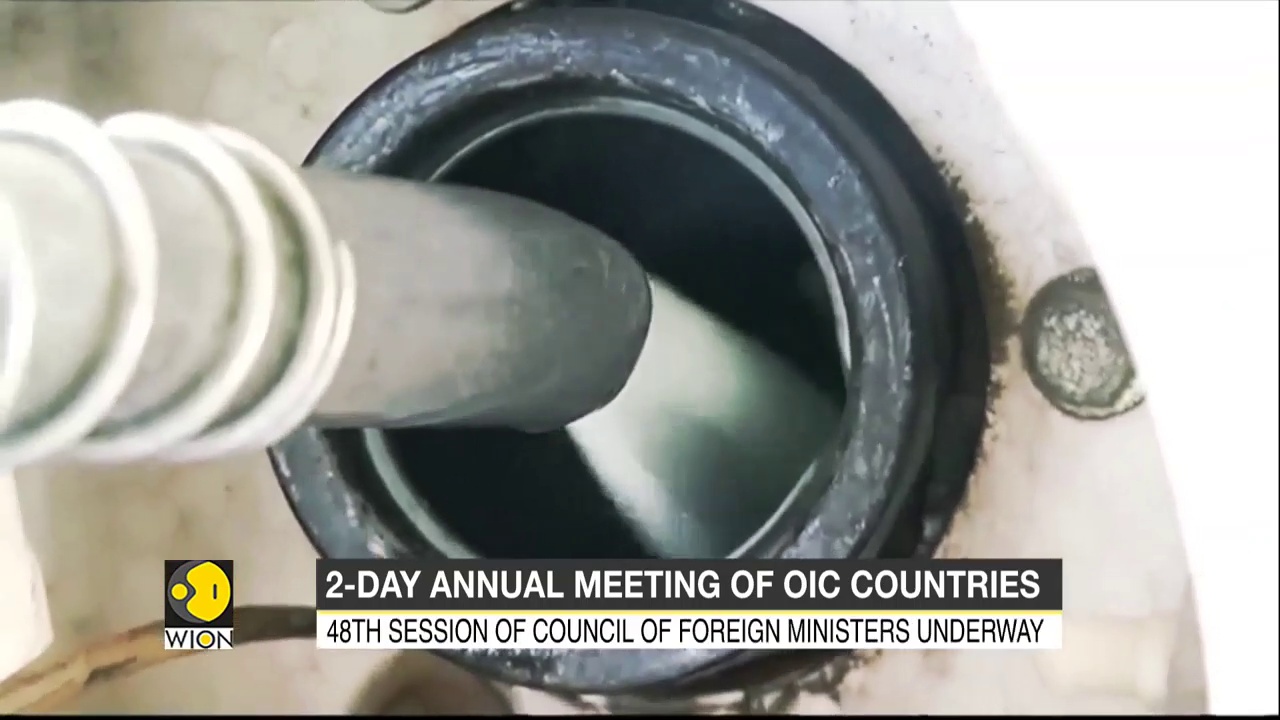 2-DAY ANNUAL MEETING OF OIC COUNTRIES
48TH SESSION OF COUNCIL OF FOREIGN MINISTERS UNDERWAY
WION